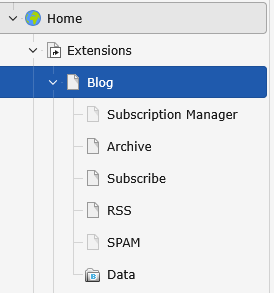 Home
Extensions
Blog
Subscription Manager
Archive
Subscribe
RSS
SPAM
Data